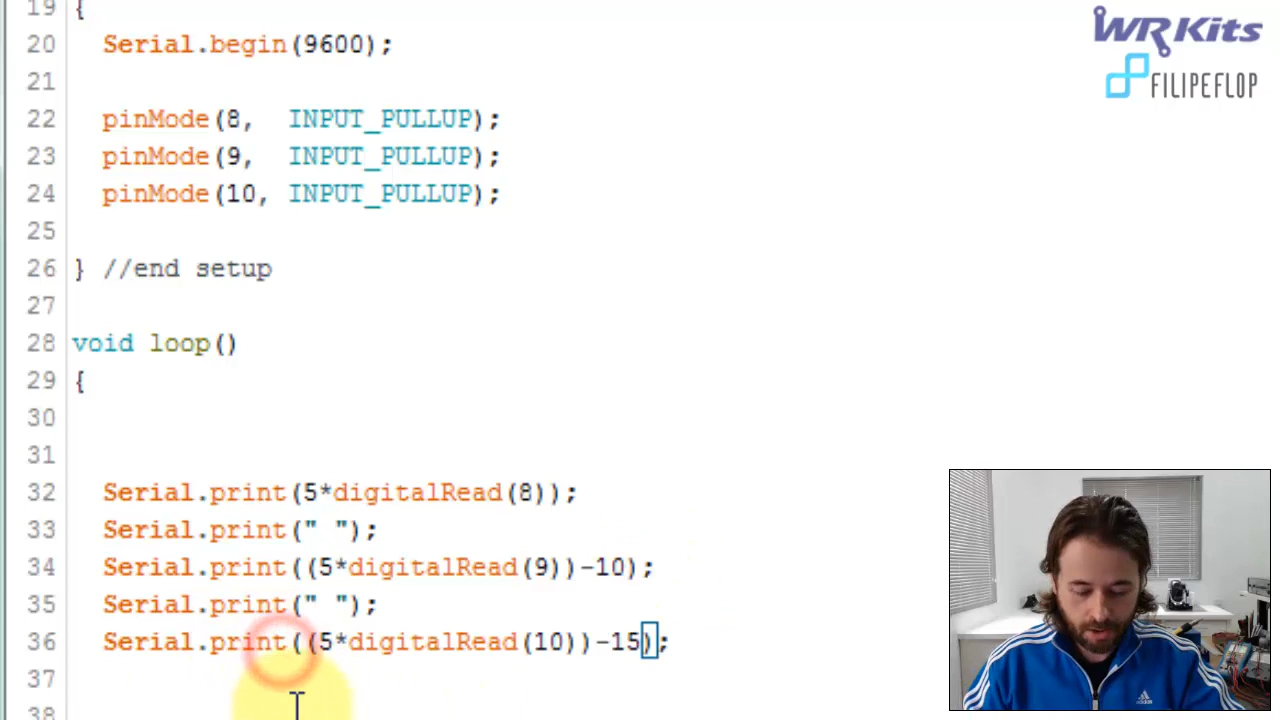 19 {
20 Serial.begin(9600);
21
22 pinMode(8,  INPUT_PULLUP);
23 pinMode(9,  INPUT_PULLUP);
24 pinMode(10, INPUT_PULLUP);
25
26 } //end setup
27
28 void loop()
29 {
30
31
32 Serial.print(5*digitalRead(8));
33 Serial.print(" ");
34 Serial.print((5*digitalRead(9))-10);
35 Serial.print(" ");
36 Serial.print((5*digitalRead(10))-15);
37
38
WR Kits
FILIPEFLOP
adidas